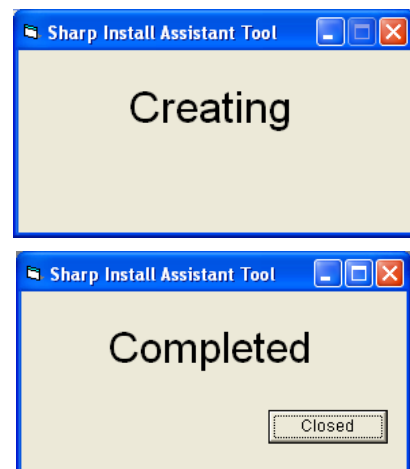 Sharp Install Assistant Tool
Creating
Sharp Install Assistant Tool
Completed
Closed